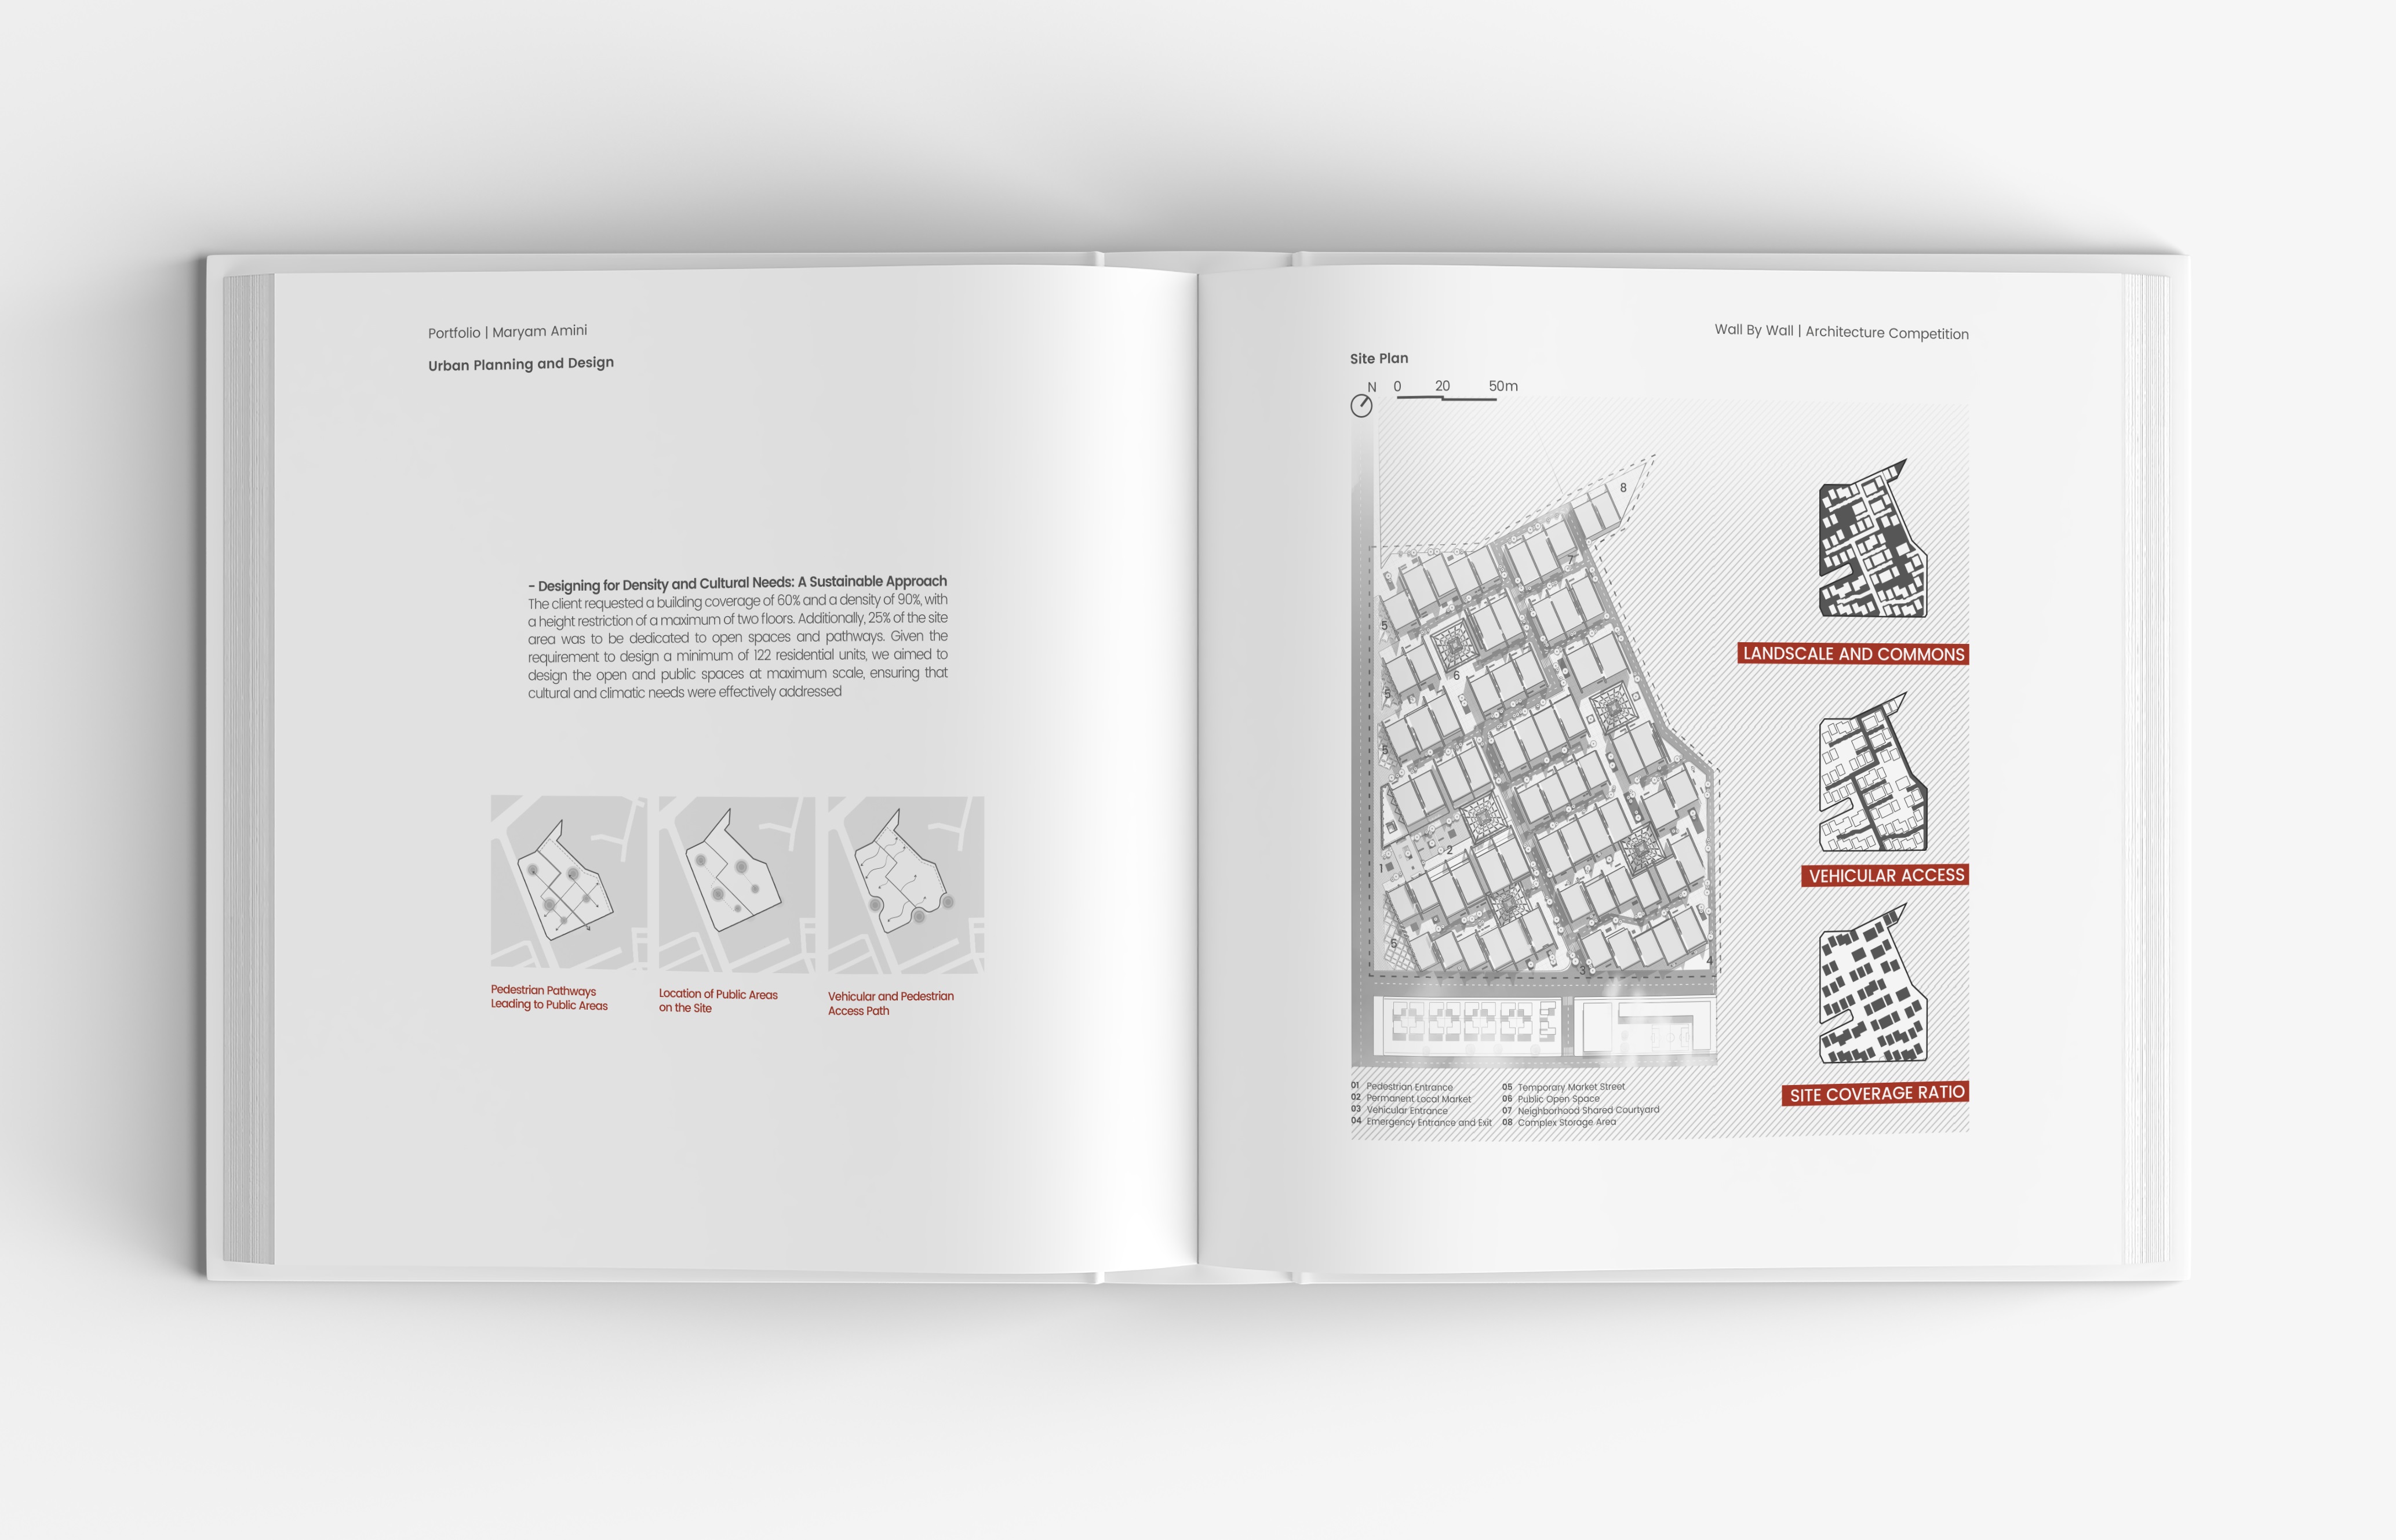 Portfolio | Maryam Amini
Urban Planning and Design
- Designing for Density and Cultural Needs: A Sustainable Approach
The client requested a building coverage of 60% and a density of 90%, with
a height restriction of a maximum of two floors. Additionally, 25% of the site
area was to be dedicated to open spaces and pathways. Given the
requirement to design a minimum of 122 residential units, we aimed to
design the open and public spaces at maximum scale, ensuring that
cultural and climatic needs were effectively addressed
Pedestrian Pathways
Leading to Public Areas
Location of Public Areas
on the Site
Vehicular and Pedestrian
Access Path
Wall By Wall | Architecture Competition
Site Plan
N 0 20 50m
8
7
5
6
5
5
2
1
5
3
4
LANDSCALE AND COMMONS
VEHICULAR ACCESS
SITE COVERAGE RATIO
01 Pedestrian Entrance
02 Permanent Local Market
03 Vehicular Entrance
04 Emergency Entrance and Exit
05 Temporary Market Street
06 Public Open Space
07 Neighborhood Shared Courtyard
08 Complex Storage Area